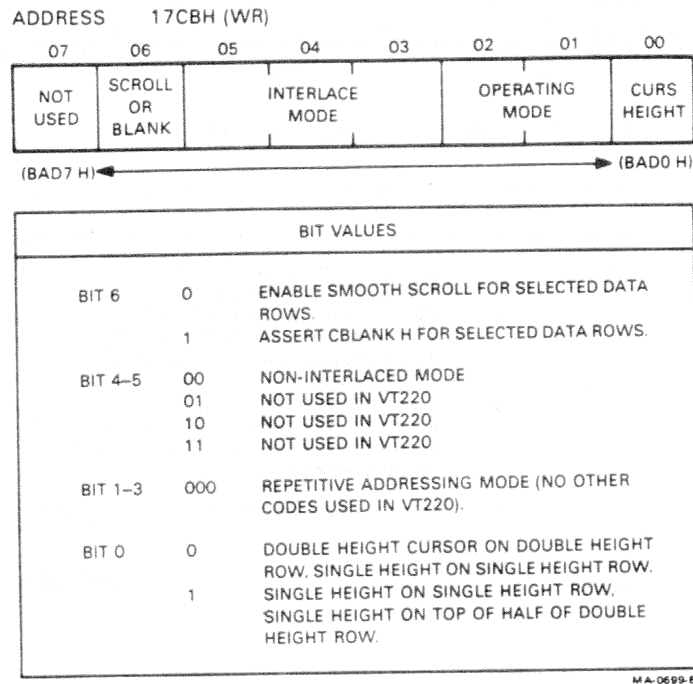 ADDRESS 17CBH (WR)
07 06 05 04 03 02 01 00
NOT USED
SCROLL OR BLANK
INTERLACE MODE
OPERATING MODE
CURS HEIGHT
(BAD7 H) (BAD0 H)
BIT VALUES
BIT 6 0 ENABLE SMOOTH SCROLL FOR SELECTED DATA
ROWS.
1 ASSERT CBLANK H FOR SELECTED DATA ROWS.
BIT 4–5 00 NON-INTERLACED MODE
01 NOT USED IN VT220
10 NOT USED IN VT220
11 NOT USED IN VT220
BIT 1–3 000 REPETITIVE ADDRESSING MODE (NO OTHER
CODES USED IN VT220).
BIT 0 0 DOUBLE HEIGHT CURSOR ON DOUBLE HEIGHT
ROW, SINGLE HEIGHT ON SINGLE HEIGHT ROW.
1 SINGLE HEIGHT ON SINGLE HEIGHT ROW,
SINGLE HEIGHT ON TOP OF HALF OF DOUBLE
HEIGHT ROW.